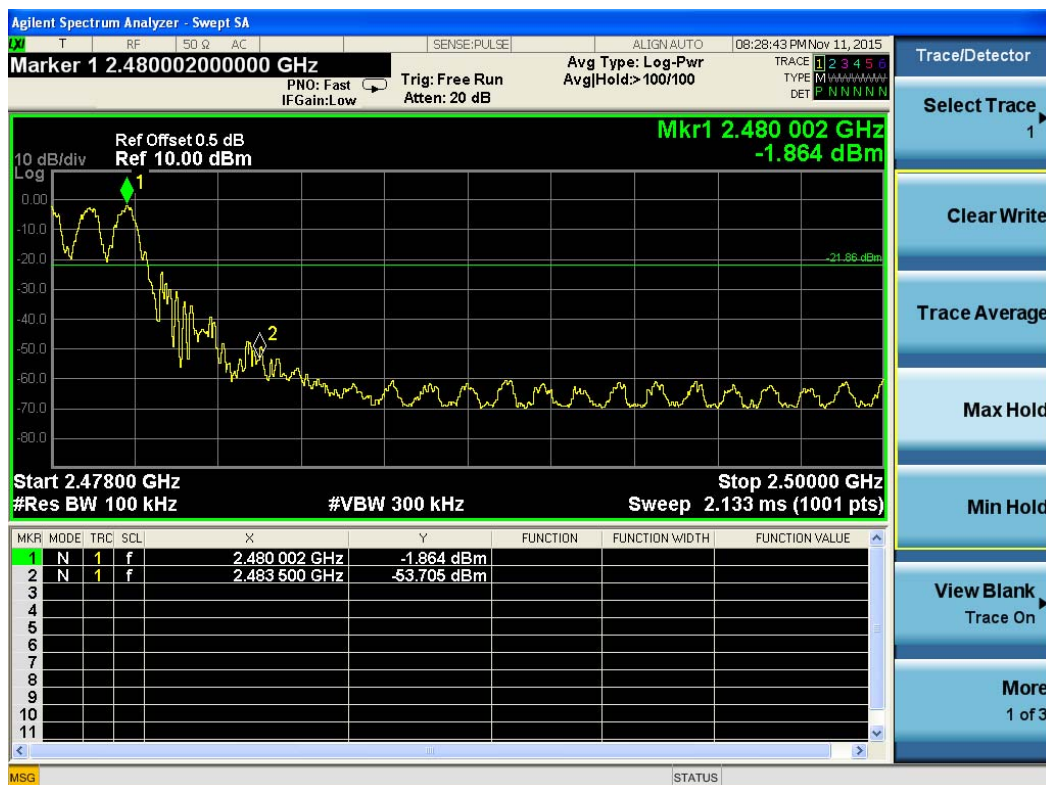 Agilent Spectrum Analyzer - Swept SA
LXI T RF 50 Ω AC SENSE:PULSE ALIGN AUTO 08:28:43 PM Nov 11, 2015
Marker 1 2.480002000000 GHz
PNO: Fast
IFGain:Low
Trig: Free Run
Atten: 20 dB
Avg Type: Log-Pwr
Avg|Hold:>100/100
TRACE 1 2 3 4 5 6
TYPE M WWWWW
DET P N N N N N
Ref Offset 0.5 dB
10 dB/div Ref 10.00 dBm
Log
Mkr1 2.480 002 GHz
-1.864 dBm
1
0.00
-10.0
-20.0
-21.86 dBm
-30.0
-40.0
2
-50.0
-60.0
-70.0
-80.0
Start 2.47800 GHz Stop 2.50000 GHz
#Res BW 100 kHz #VBW 300 kHz Sweep 2.133 ms (1001 pts)
MKR MODE TRC SCL X Y FUNCTION FUNCTION WIDTH FUNCTION VALUE
1 N 1 f 2.480 002 GHz -1.864 dBm
2 N 1 f 2.483 500 GHz -53.705 dBm
3
4
5
6
7
8
9
10
11
MSG STATUS
Trace/Detector
Select Trace
1
Clear Write
Trace Average
Max Hold
Min Hold
View Blank
Trace On
More
1 of 3